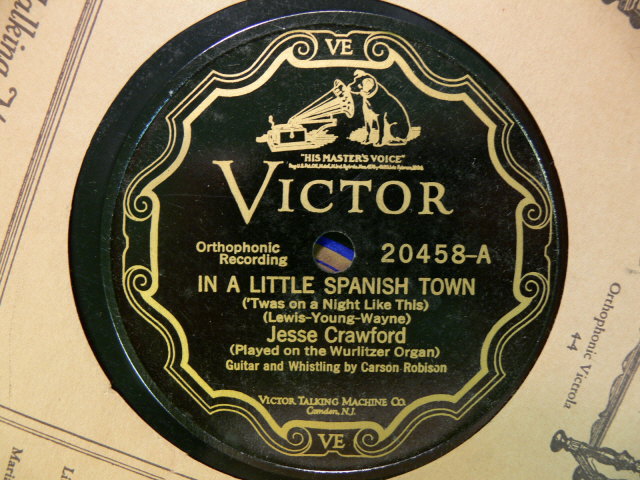 VE
"HIS MASTER'S VOICE"
VICTOR
Orthophonic
Recording
20458-A
IN A LITTLE SPANISH TOWN
('Twas on a Night Like This)
(Lewis-Young-Wayne)
Jesse Crawford
(Played on the Wurlitzer Organ)
Guitar and Whistling by Carson Robison
VICTOR TALKING MACHINE CO.
Camden, N.J.
VE
Talking
Orthophonic Victrola
4-4